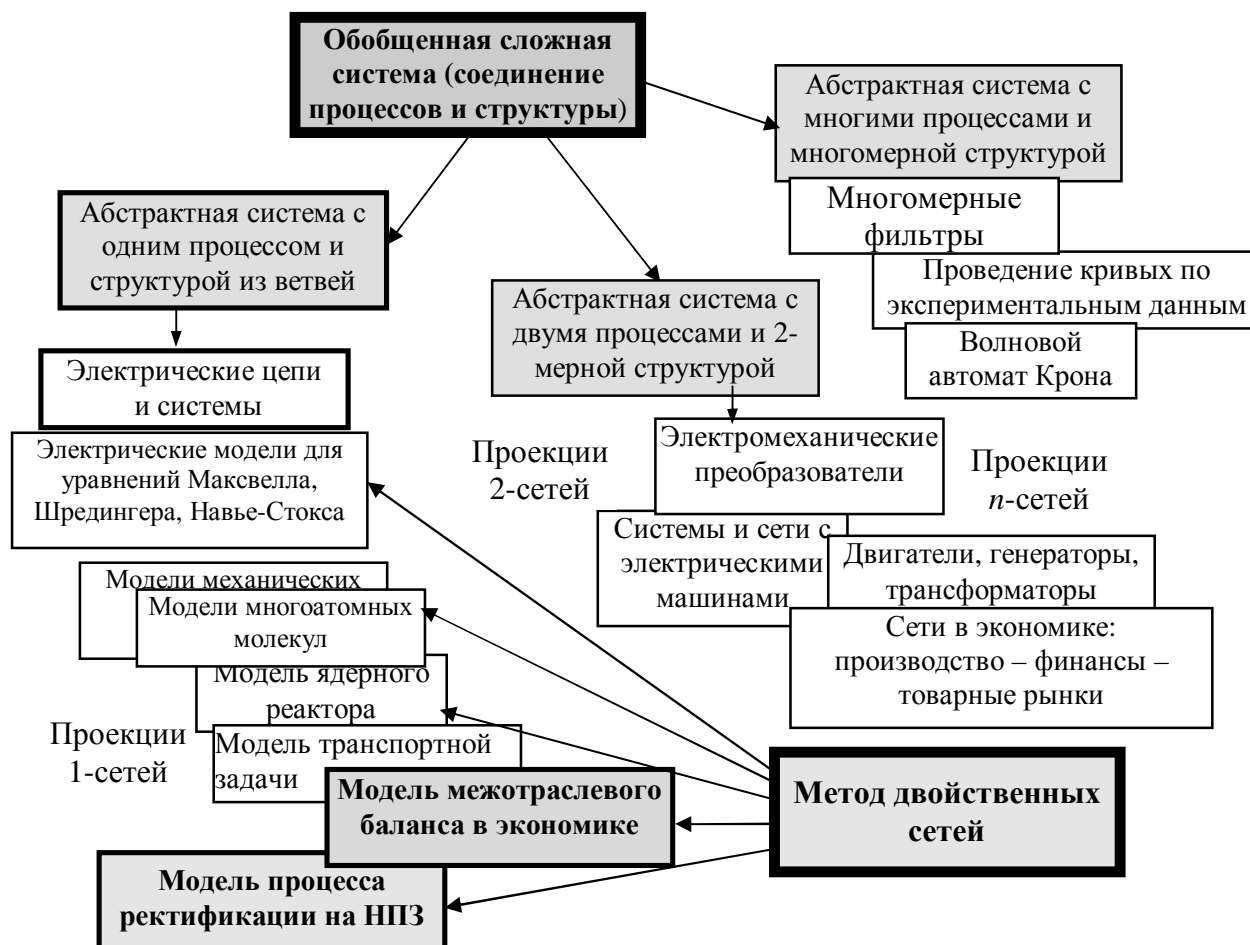 Обобщенная сложная
система (соединение
процессов и структуры)
Абстрактная система с
многими процессами и
многомерной структурой
Многомерные
фильтры
Проведение кривых по
экспериментальным данным
Волновой
автомат Крона
Абстрактная система с
одним процессом и
структурой из ветвей
Абстрактная система с
двумя процессами и 2-
мерной структурой
Электрические цепи
и системы
Электрические модели для
уравнений Максвелла,
Шредингера, Навье-Стокса
Проекции
2-сетей
Электромеханические
преобразователи
Проекции
n-сетей
Системы и сети с
электрическими
машинами
Двигатели, генераторы,
трансформаторы
Сети в экономике:
производство – финансы –
товарные рынки
Модели механических
Модели многоатомных
молекул
Модель ядерного
реактора
Проекции
1-сетей
Модель транспортной
задачи
Модель межотраслевого
баланса в экономике
Метод двойственных
сетей
Модель процесса
ректификации на НПЗ